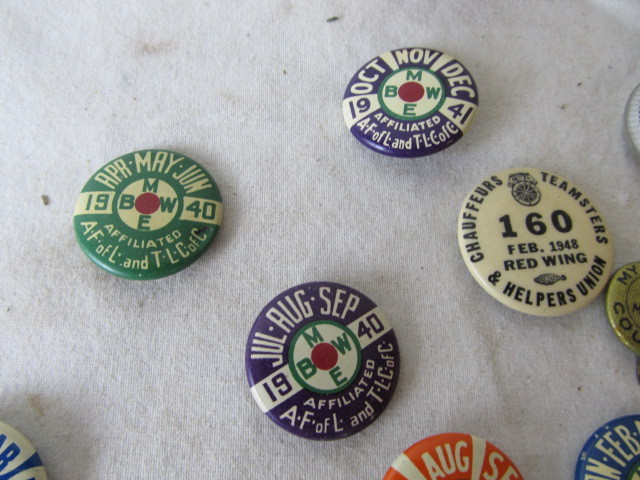 OCT NOV DEC
19 41
M
B W
E
AFFILIATED
A·F·of L· and T·L·C·of C·
APR·MAY·JUN
19 40
M
B W
E
AFFILIATED
A·F·of L· and T·L·C·of C·
CHAUFFEURS TEAMSTERS
160
FEB. 1948
RED WING
& HELPERS UNION
JUL·AUG·SEP
19 40
M
B W
E
AFFILIATED
A·F·of L· and T·L·C·of C·
AUG